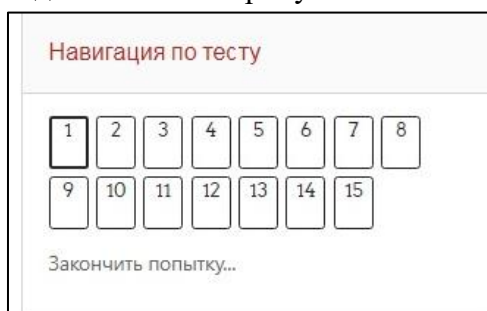 Навигация по тесту
1 2 3 4 5 6 7 8
9 10 11 12 13 14 15
Закончить попытку...